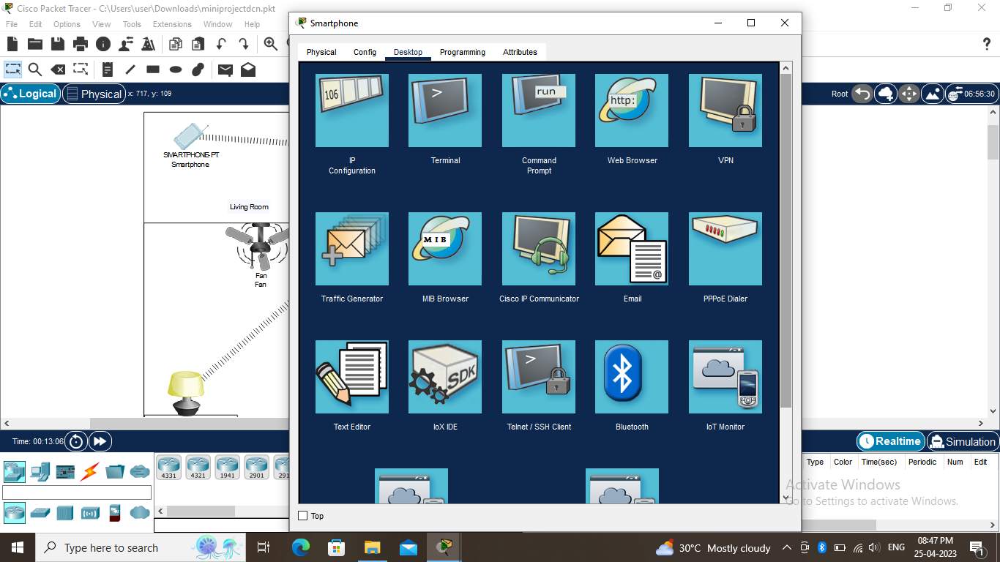 Cisco Packet Tracer - C:\Users\user\Downloads\miniprojectdcn.pkt
File Edit Options View Tools Extensions Window Help
Logical Physical x: 717, y: 109
Root 06:56:30
SMARTPHONE-PT
Smartphone
Living Room
Fan
Fan
Smartphone
Physical Config Desktop Programming Attributes
106
>
run
http:
IP
Configuration
Terminal
Command
Prompt
Web Browser
VPN
MIB
@
Traffic Generator
MIB Browser
Cisco IP Communicator
Email
PPPoE Dialer
SDK
>
Text Editor
IoX IDE
Telnet / SSH Client
Bluetooth
IoT Monitor
Top
Time: 00:13:06
Realtime Simulation
4331 4321 1941 2901 291
Type Color Time(sec) Periodic Num Edit
Activate Windows
Go to Settings to activate Windows.
Type here to search
30°C Mostly cloudy
ENG
08:47 PM
25-04-2023
1